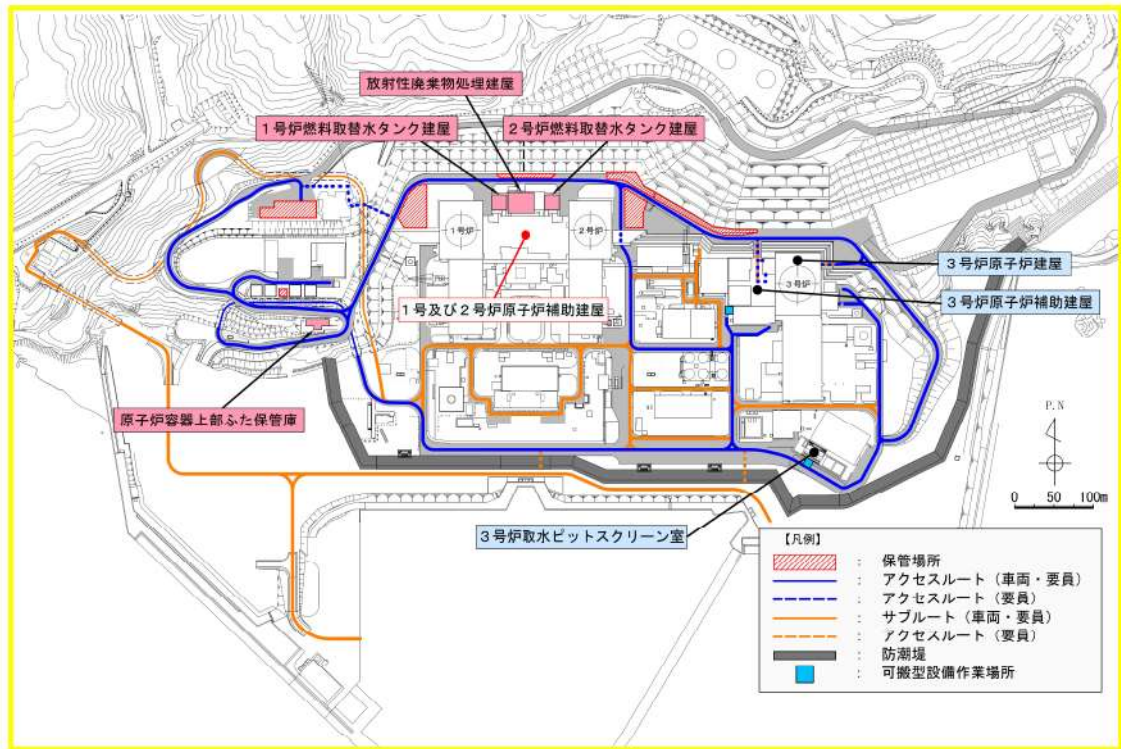 放射性廃棄物処理建屋
1号炉燃料取替水タンク建屋
2号炉燃料取替水タンク建屋
1号炉
2号炉
3号炉
3号炉原子炉建屋
3号炉原子炉補助建屋
1号及び2号炉原子炉補助建屋
原子炉容器上部ふた保管庫
P.N
0 50 100m
3号炉取水ピットスクリーン室
【凡例】
: 保管場所
: アクセスルート（車両・要員）
: アクセスルート（要員）
: サブルート（車両・要員）
: アクセスルート（要員）
: 防潮堤
: 可搬型設備作業場所